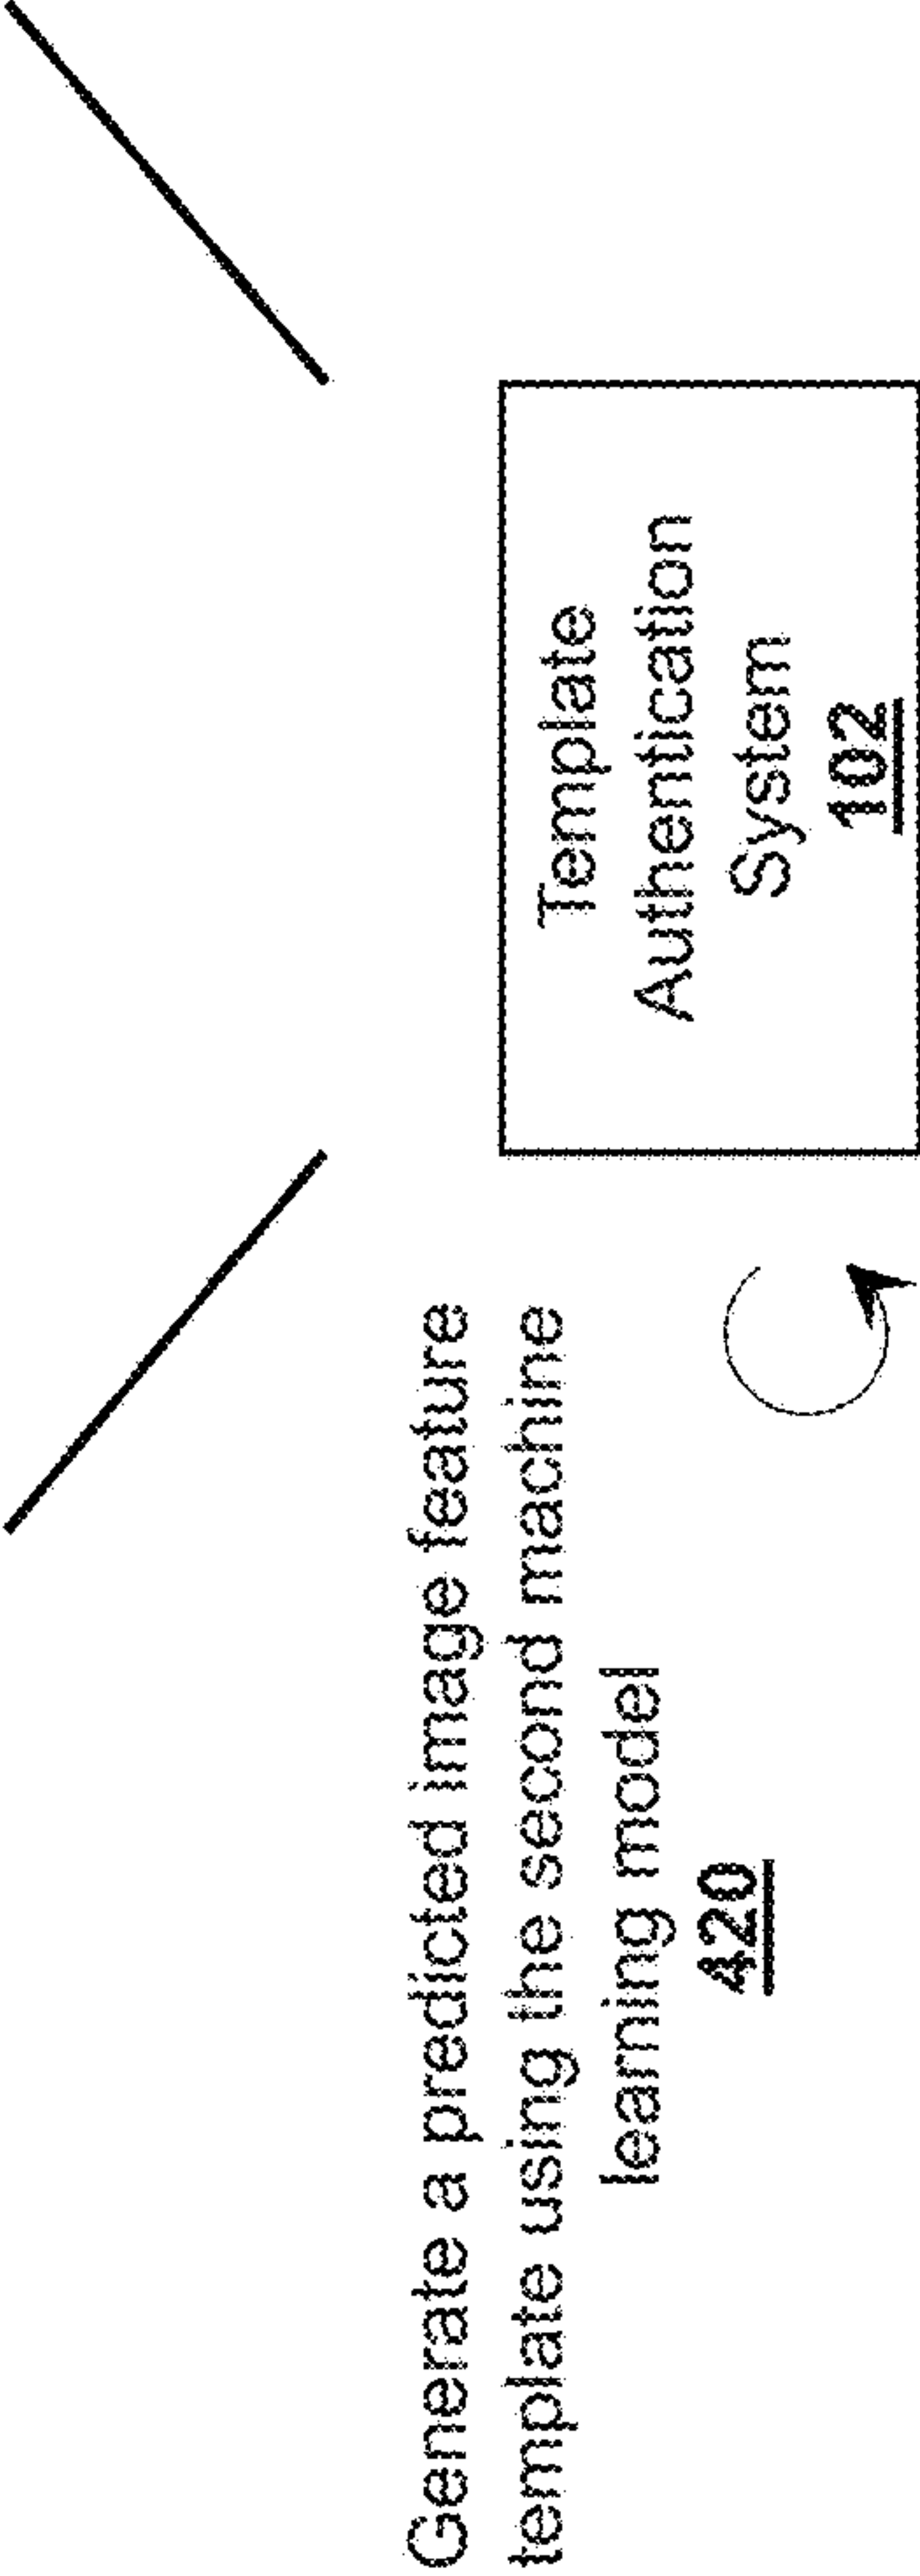 Generate a predicted image feature
template using the second machine
learning model
420
Template
Authentication
System
102